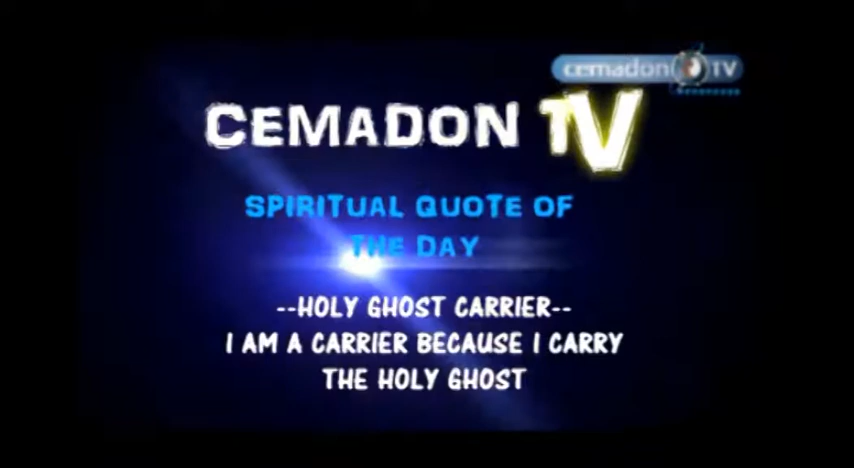 cemadon TV
CEMADON TV
SPIRITUAL QUOTE OF
THE DAY
--HOLY GHOST CARRIER--
I AM A CARRIER BECAUSE I CARRY
THE HOLY GHOST